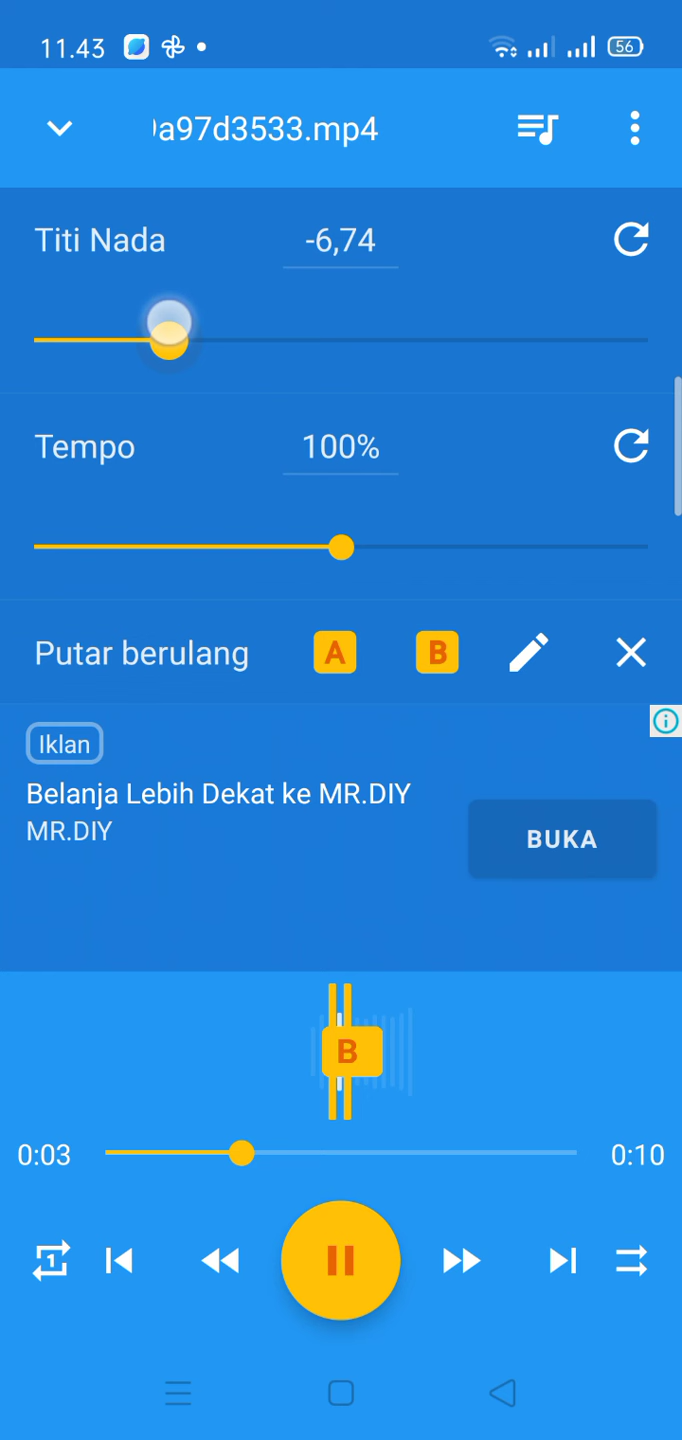 11.43
56
a97d3533.mp4
Titi Nada
-6,74
Tempo
100%
Putar berulang
A
B
Iklan
Belanja Lebih Dekat ke MR.DIY
MR.DIY
BUKA
B
0:03
0:10
1